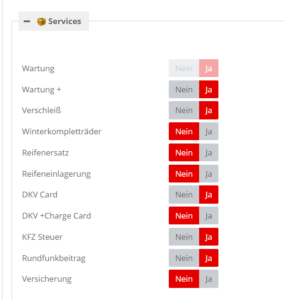 Services
Wartung Nein Ja
Wartung + Nein Ja
Verschleiß Nein Ja
Winterkompletträder Nein Ja
Reifenersatz Nein Ja
Reifeneinlagerung Nein Ja
DKV Card Nein Ja
DKV +Charge Card Nein Ja
KFZ Steuer Nein Ja
Rundfunkbeitrag Nein Ja
Versicherung Nein Ja